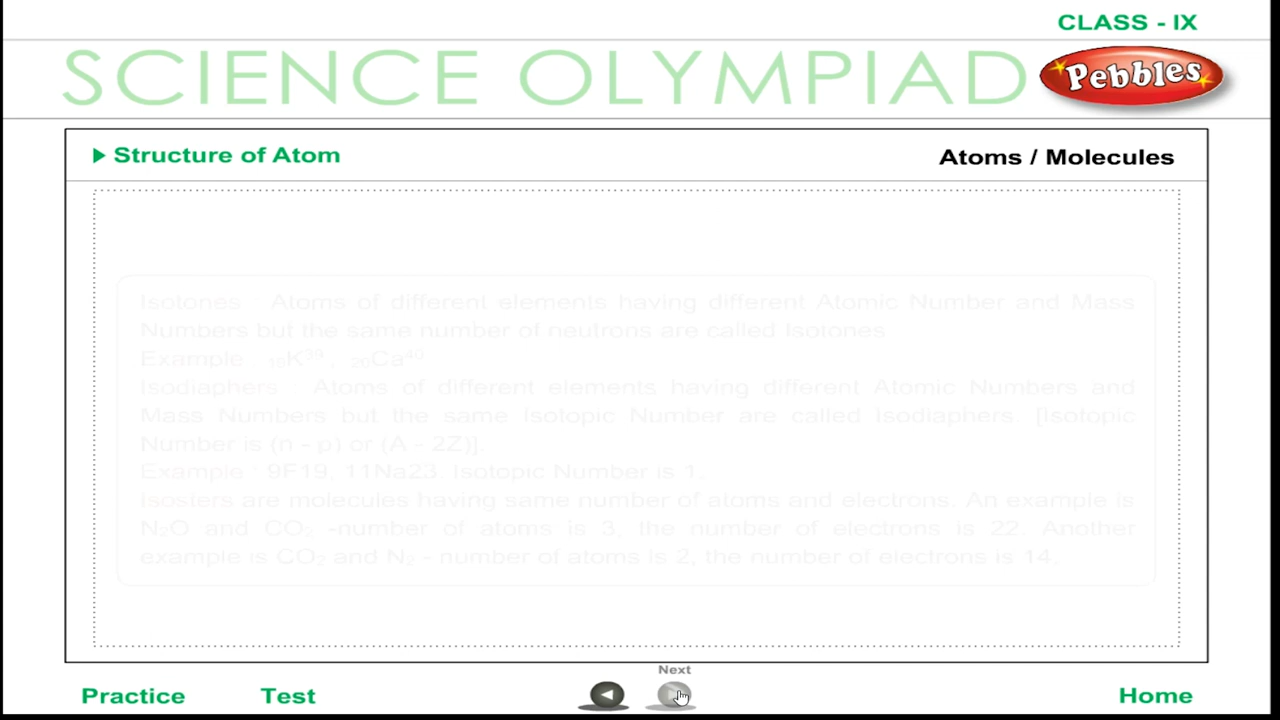 CLASS - IX
SCIENCE OLYMPIAD
Pebbles
Structure of Atom
Atoms / Molecules
Isotones Atoms of different elements having different Atomic Number and Mass
Numbers but the same number of neutrons are called Isotones
Example K , ₂₀Ca⁴⁰
Isodiaphers Atoms of different elements having different Atomic Numbers and
Mass Numbers but the same Isotopic Number are called Isodiaphers [Isotopic
Number is (n - p) or (A - 2Z)].
Example : 9F19, 11Na23 Isotopic Number is 1.
Isosters are molecules having same number of atoms and electrons. An example is
N₂O and CO₂ -number of atoms is 3, the number of electrons is 22. Another
example is CO₂ and N₂ - number of atoms is 2, the number of electrons is 14.
Next
Practice
Test
Home